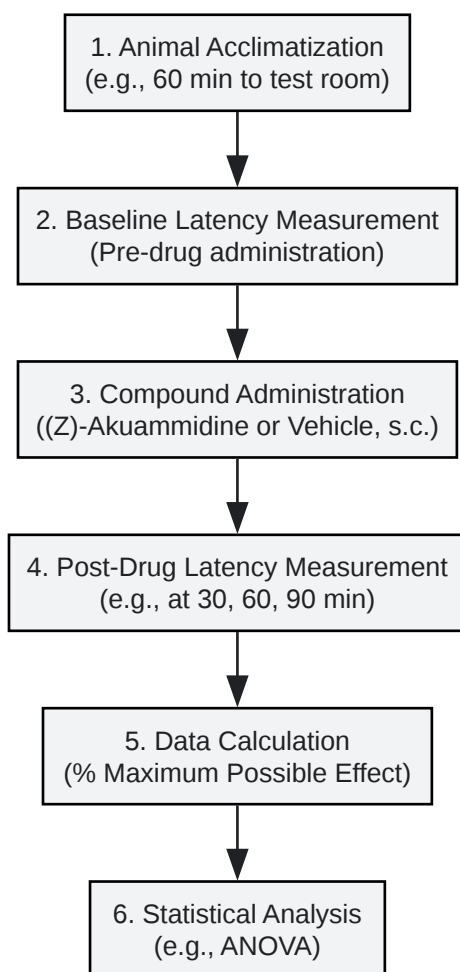 1. Animal Acclimatization
(e.g., 60 min to test room)
2. Baseline Latency Measurement
(Pre-drug administration)
3. Compound Administration
((Z)-Akuammidine or Vehicle, s.c.)
4. Post-Drug Latency Measurement
(e.g., at 30, 60, 90 min)
5. Data Calculation
(% Maximum Possible Effect)
6. Statistical Analysis
(e.g., ANOVA)